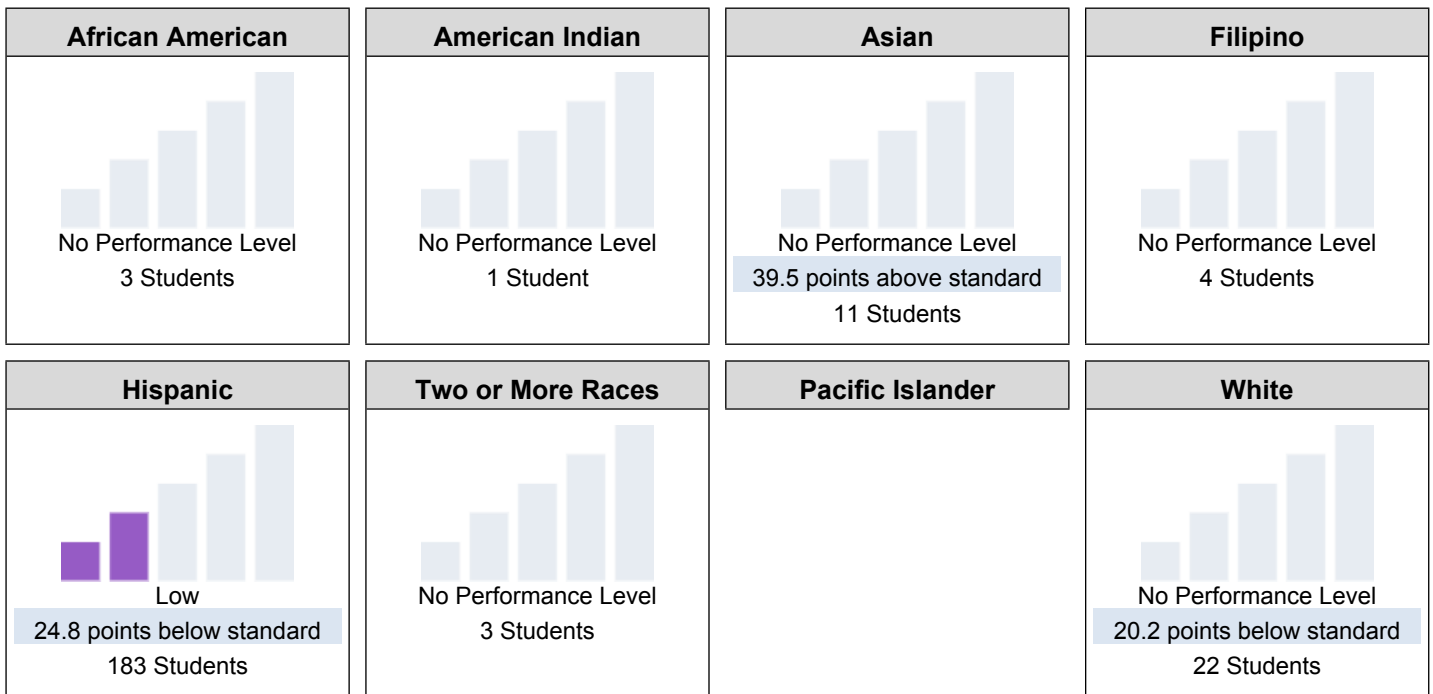 African American
No Performance Level
3 Students
American Indian
No Performance Level
1 Student
Asian
No Performance Level
39.5 points above standard
11 Students
Filipino
No Performance Level
4 Students
Hispanic
Low
24.8 points below standard
183 Students
Two or More Races
No Performance Level
3 Students
Pacific Islander
White
No Performance Level
20.2 points below standard
22 Students